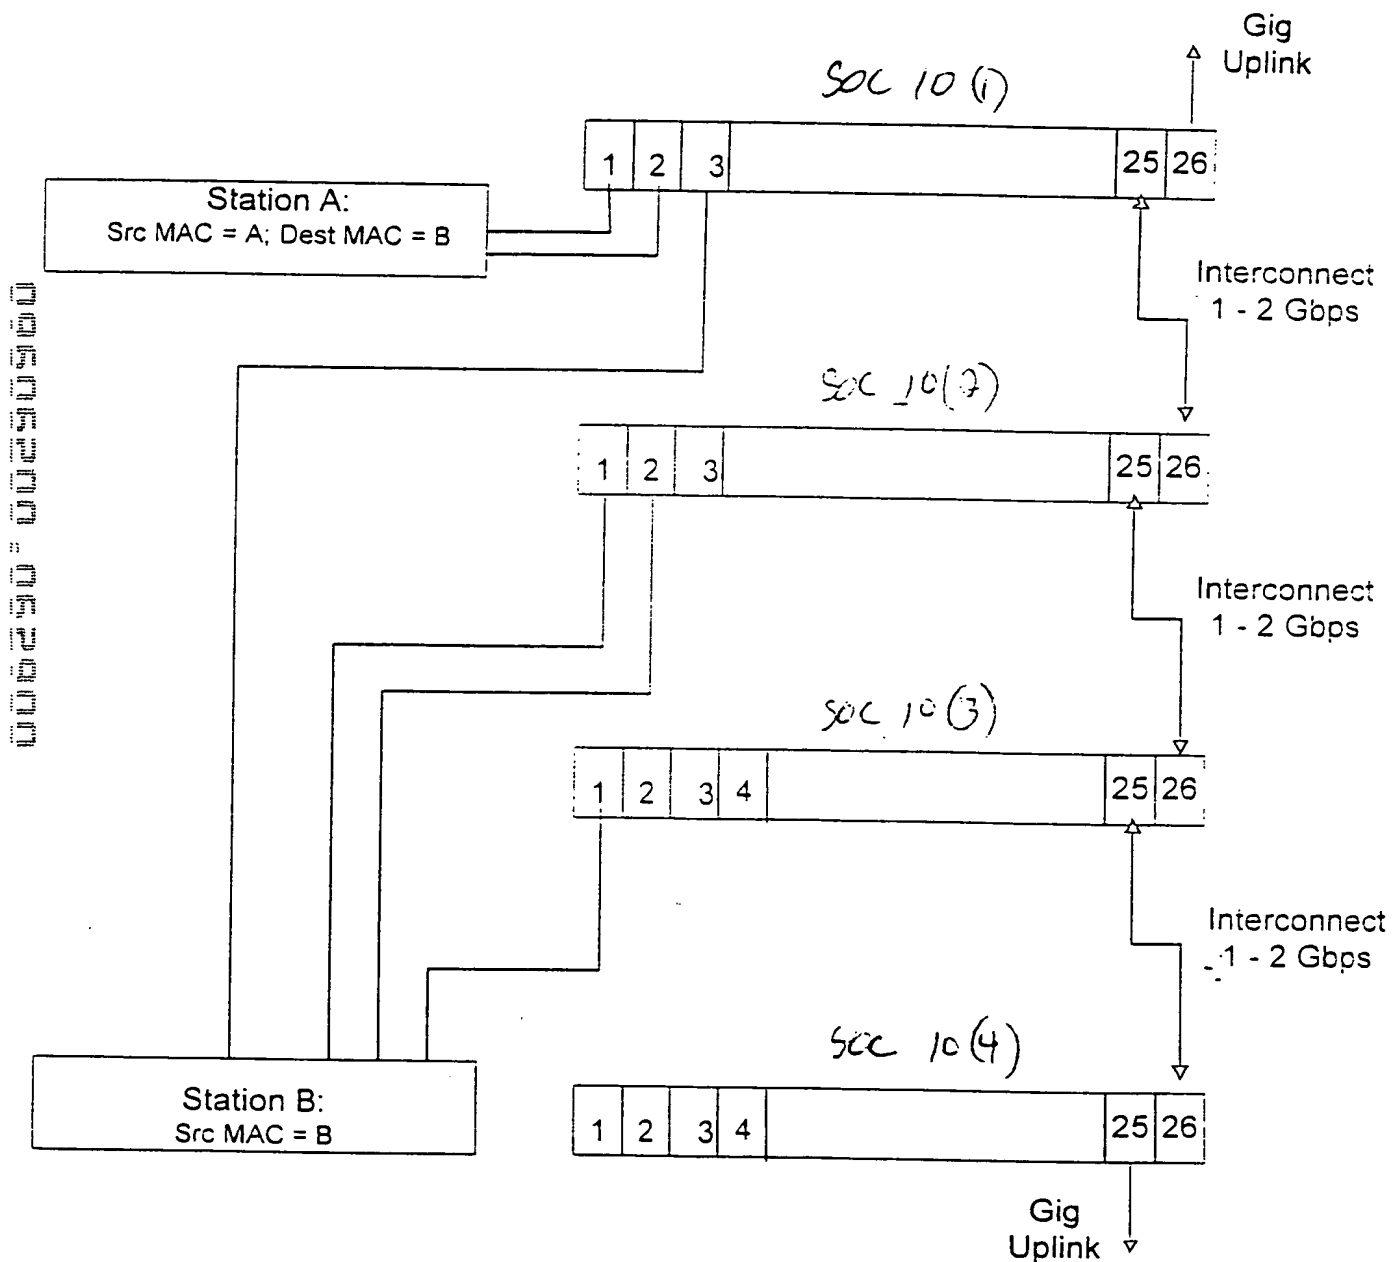 Gig
Uplink
SOC 10(1)
1 2 3 25 26
Station A:
Src MAC = A; Dest MAC = B
Interconnect
1 - 2 Gbps
SOC 10(2)
1 2 3 25 26
Interconnect
1 - 2 Gbps
SOC 10(3)
1 2 3 4 25 26
Interconnect
1 - 2 Gbps
SOC 10(4)
Station B:
Src MAC = B
1 2 3 4 25 26
Gig
Uplink